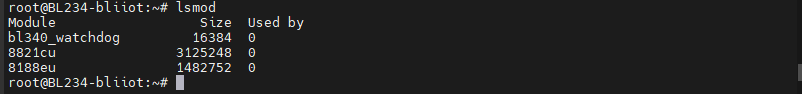 root@BL234-bliiot:~# lsmod
Module                  Size  Used by
bl340_watchdog         16384  0
8821cu               3125248  0
8188eu               1482752  0
root@BL234-bliiot:~#